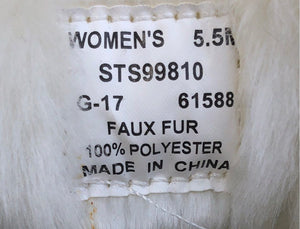 WOMEN'S 5.5M
STS99810
G-17 61588
FAUX FUR
100% POLYESTER
MADE IN CHINA